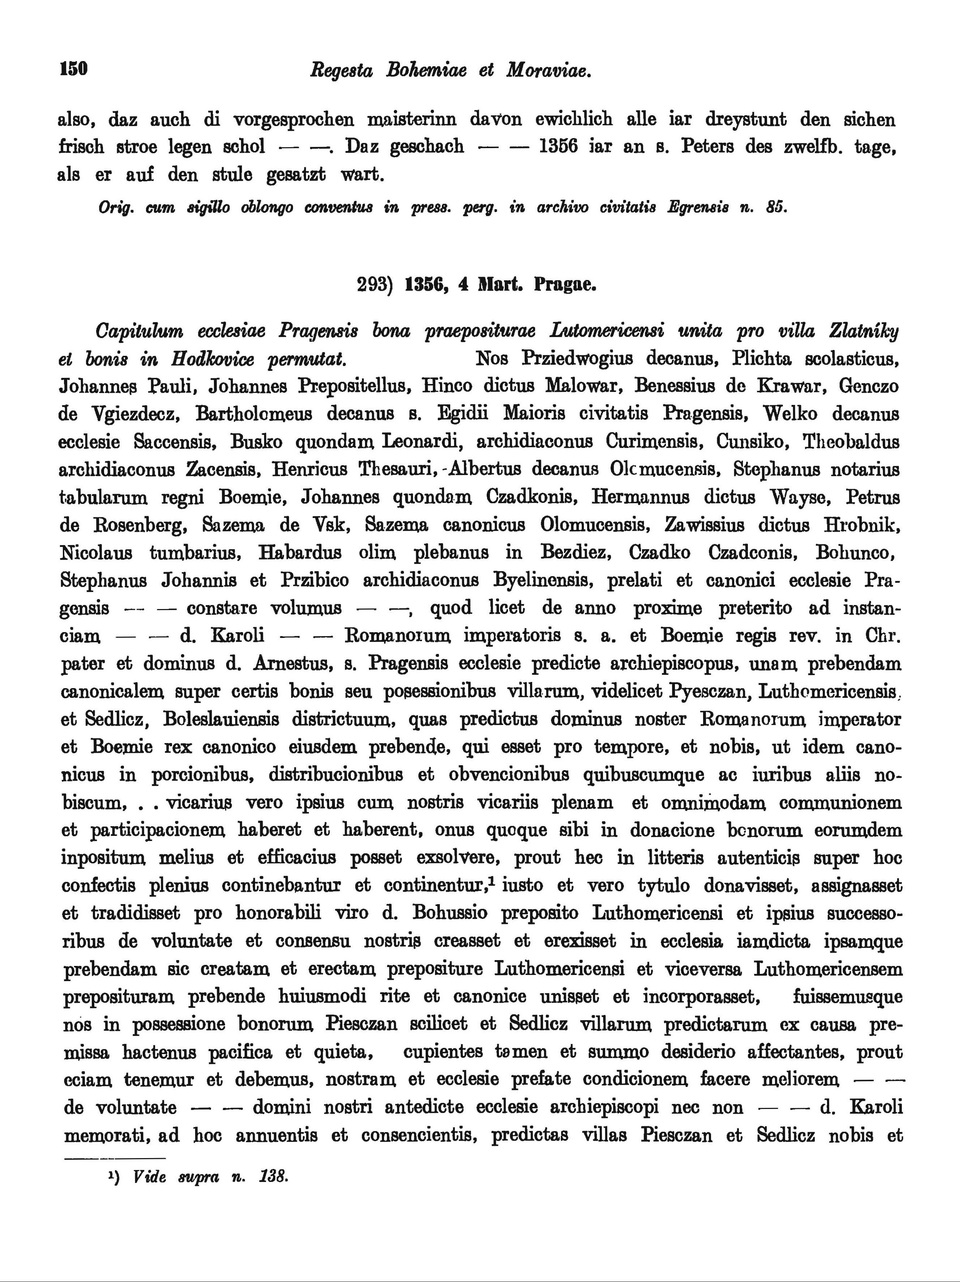 150 Regesta Bohemiae et Moraviae.
also, daz auch di vorgesprochen maisterinn davon ewichlich alle iar dreystunt den sichen
frisch stroe legen schol — —. Daz geschach — — 1356 iar an s. Peters des zwelfb. tage,
als er auf den stule gesatzt wart.
Orig. cum sigillo oblongo conventus in press. perg. in archivo civitatis Egrensis n. 85.
293) 1356, 4 Mart. Pragae.
Capitulum ecclesiae Pragensis bona praepositurae Lutomericensi unita pro villa Zlatníky
et bonis in Hodkovice permutat. Nos Prziedwogius decanus, Plichta scolasticus,
Johannes Pauli, Johannes Prepositellus, Hinco dictus Malowar, Benessius de Krawar, Genczo
de Vgiezdecz, Bartholomeus decanus s. Egidii Maioris civitatis Pragensis, Welko decanus
ecclesie Saccensis, Busko quondam Leonardi, archidiaconus Curimensis, Cunsiko, Theobaldus
archidiaconus Zacensis, Henricus Thesauri, Albertus decanus Olomucensis, Stephanus notarius
tabularum regni Boemie, Johannes quondam Czadkonis, Hermannus dictus Wayse, Petrus
de Rosenberg, Sazema de Vsk, Sazema canonicus Olomucensis, Zawissius dictus Hrobnik,
Nicolaus tumbarius, Habardus olim plebanus in Bezdiez, Czadko Czadconis, Bohunco,
Stephanus Johannis et Przibico archidiaconus Byelinensis, prelati et canonici ecclesie Pra-
gensis — — constare volumus — —, quod licet de anno proxime preterito ad instan-
ciam — — d. Karoli — — Romanorum imperatoris s. a. et Boemie regis rev. in Chr.
pater et dominus d. Arnestus, s. Pragensis ecclesie predicte archiepiscopus, unam prebendam
canonicalem super certis bonis seu posessionibus villarum, videlicet Pyesczan, Luthomericensis,
et Sedlicz, Boleslauiensis districtuum, quas predictus dominus noster Romanorum imperator
et Boemie rex canonico eiusdem prebende, qui esset pro tempore, et nobis, ut idem cano-
nicus in porcionibus, distribucionibus et obvencionibus quibuscumque ac iuribus aliis no-
biscum, . . vicarius vero ipsius cum nostris vicariis plenam et omnimodam communionem
et participacionem haberet et haberent, onus quoque sibi in donacione bonorum eorumdem
inpositum melius et efficacius posset exsolvere, prout hec in litteris autenticis super hoc
confectis plenius continebantur et continentur,¹ iusto et vero tytulo donavisset, assignasset
et tradidisset pro honorabili viro d. Bohussio preposito Luthomericensi et ipsius successo-
ribus de voluntate et consensu nostris creasset et erexisset in ecclesia iamdicta ipsamque
prebendam sic creatam et erectam prepositure Luthomericensi et viceversa Luthomericensem
preposituram prebende huiusmodi rite et canonice unisset et incorporasset, fuissemusque
nos in possessione bonorum Piesczan scilicet et Sedlicz villarum predictarum ex causa pre-
missa hactenus pacifica et quieta, cupientes tamen et summo desiderio affectantes, prout
eciam tenemur et debemus, nostram et ecclesie prefate condicionem facere meliorem — —
de voluntate — — domini nostri antedicte ecclesie archiepiscopi nec non — — d. Karoli
memorati, ad hoc annuentis et consencientis, predictas villas Piesczan et Sedlicz nobis et
¹) Vide supra n. 138.